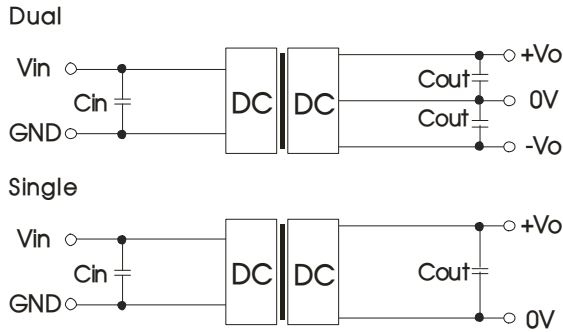 Dual
Vin
Cin
GND
DC
DC
Cout
Cout
+Vo
0V
-Vo
Single
Vin
Cin
GND
DC
DC
Cout
+Vo
0V